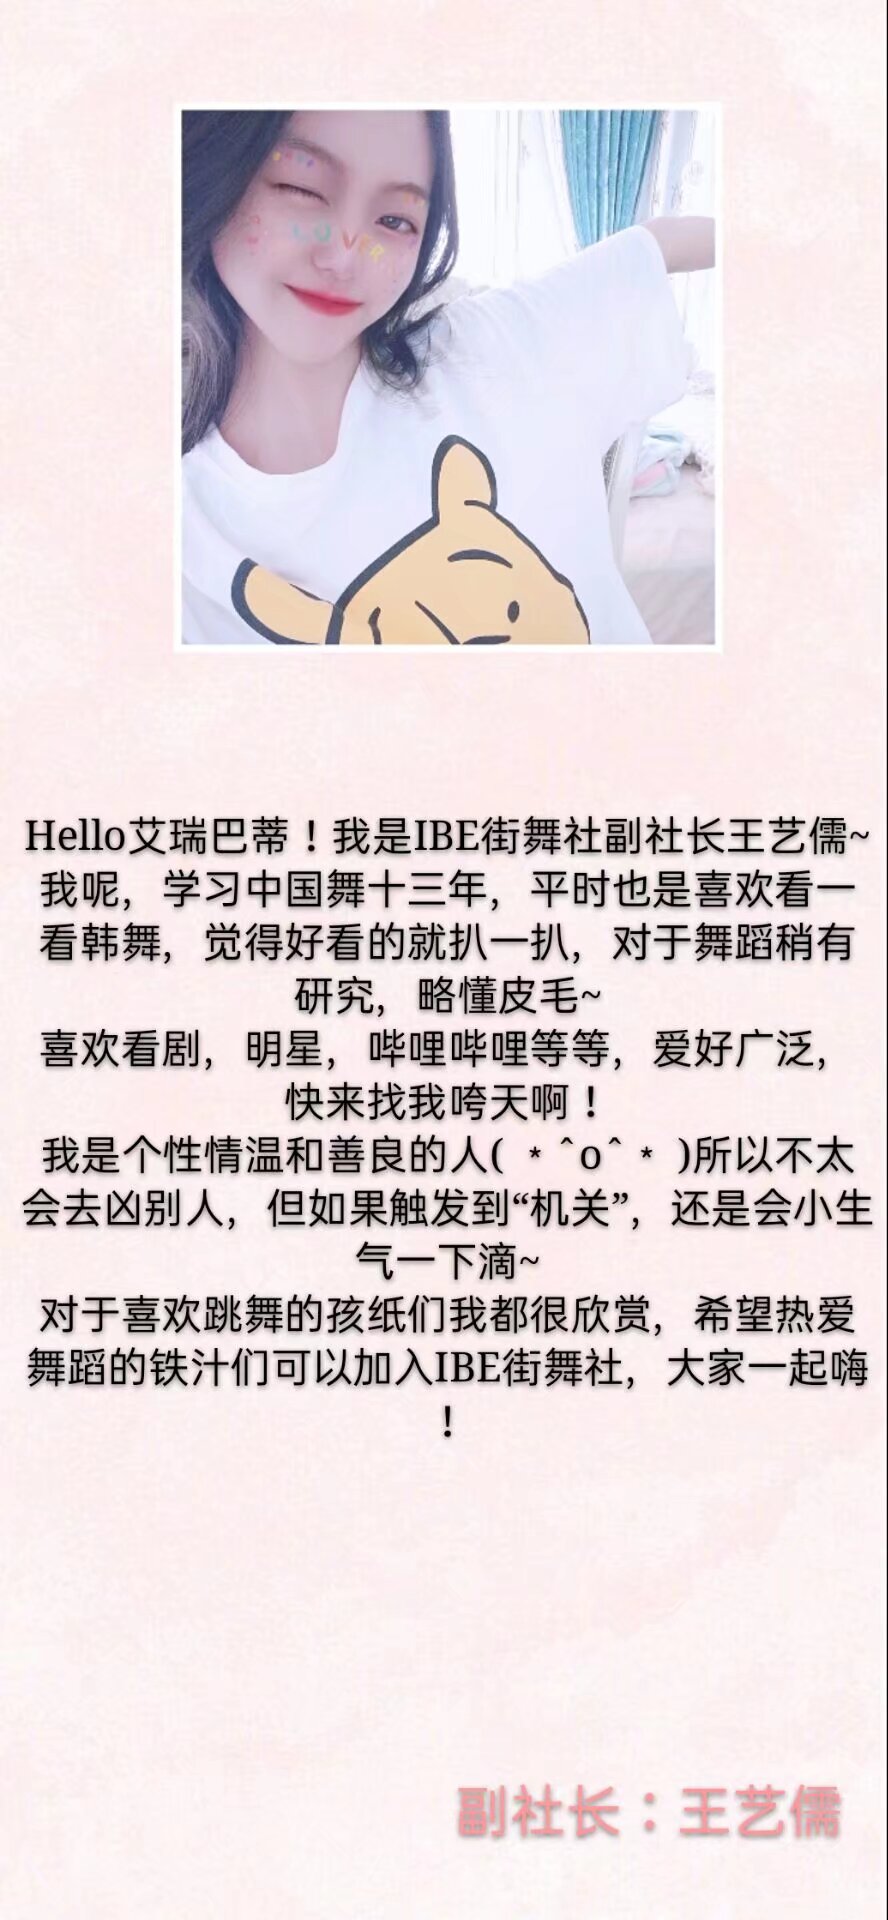 LOVER
Hello艾瑞巴蒂！我是IBE街舞社副社长王艺儒~
我呢，学习中国舞十三年，平时也是喜欢看一
看韩舞，觉得好看的就扒一扒，对于舞蹈稍有
研究，略懂皮毛~
喜欢看剧，明星，哔哩哔哩等等，爱好广泛，
快来找我咵天啊！
我是个性情温和善良的人( ﹡ˆoˆ﹡ )所以不太
会去凶别人，但如果触发到“机关”，还是会小生
气一下滴~
对于喜欢跳舞的孩纸们我都很欣赏，希望热爱
舞蹈的铁汁们可以加入IBE街舞社，大家一起嗨
！
副社长：王艺儒